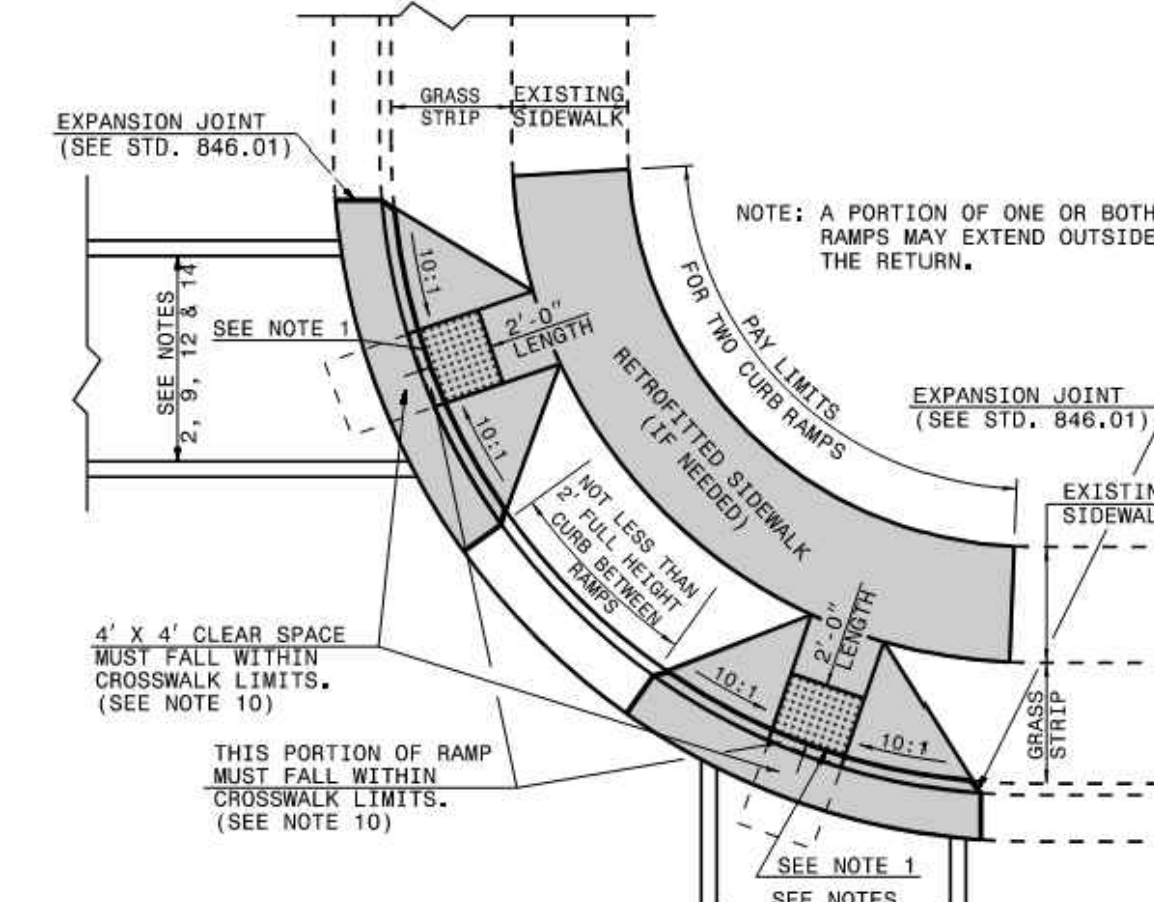 GRASS
STRIP
EXISTING
SIDEWALK
EXPANSION JOINT
(SEE STD. 846.01)
NOTE: A PORTION OF ONE OR BOTH
RAMPS MAY EXTEND OUTSIDE
THE RETURN.
10:1
SEE NOTES
2, 9, 12 & 14
SEE NOTE 1
2'-0"
LENGTH
PAY LIMITS
FOR TWO CURB RAMPS
RETROFITTED SIDEWALK
(IF NEEDED)
EXPANSION JOINT
(SEE STD. 846.01)
10:1
NOT LESS THAN
2' FULL HEIGHT
CURB BETWEEN
RAMPS
EXISTIN
SIDEWAL
4' X 4' CLEAR SPACE
MUST FALL WITHIN
CROSSWALK LIMITS.
(SEE NOTE 10)
2'-0"
LENGTH
10:1
10:1
GRASS
STRIP
THIS PORTION OF RAMP
MUST FALL WITHIN
CROSSWALK LIMITS.
(SEE NOTE 10)
SEE NOTE 1
SEE NOTES